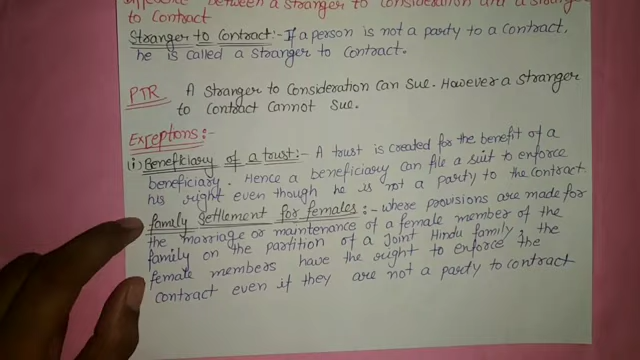 between a Stranger to Consideration and a
to Contract
Stranger to Contract:- If a person is not a party to a contract,
he is called a Stranger to Contract.
PTR A Stranger to Consideration Can Sue. However a stranger
to contract Cannot Sue.
Exceptons:-
(i) Beneficiary of a trust:- A trust is created for the benefit of a
beneficiary. Hence a beneficiary can file a suit to enforce
his right even though he is not a party to the contract.
Family Settlement for females:- where provisions are made for
the marriage or maintenance of a female member of the
family on the partition of a Joint Hindu family, the
female members have the right to enforce the
contract even if they are not a party to contract